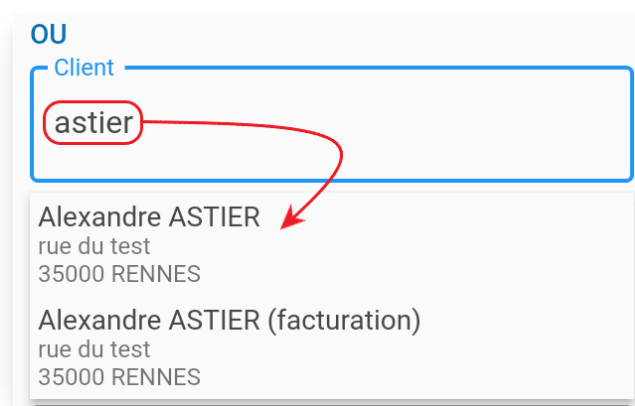 OU
Client
astier
Alexandre ASTIER
rue du test
35000 RENNES
Alexandre ASTIER (facturation)
rue du test
35000 RENNES